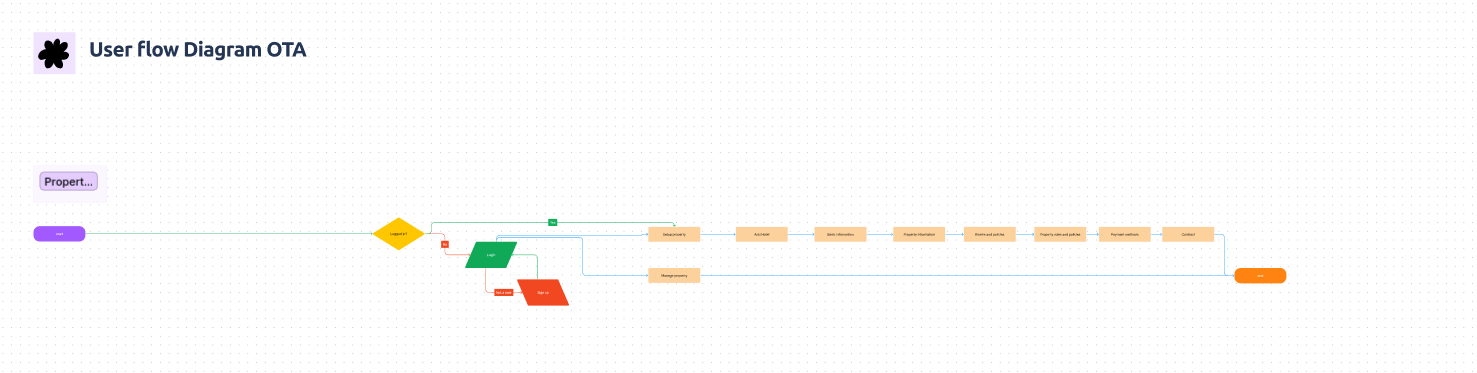 User flow Diagram OTA
Propert...
start
Logged in?
Yes
No
Login
Not a user
Sign up
Setup property
Add Hotel
Basic information
Property information
Rooms and policies
Property rules and policies
Payment methods
Contract
Manage property
end